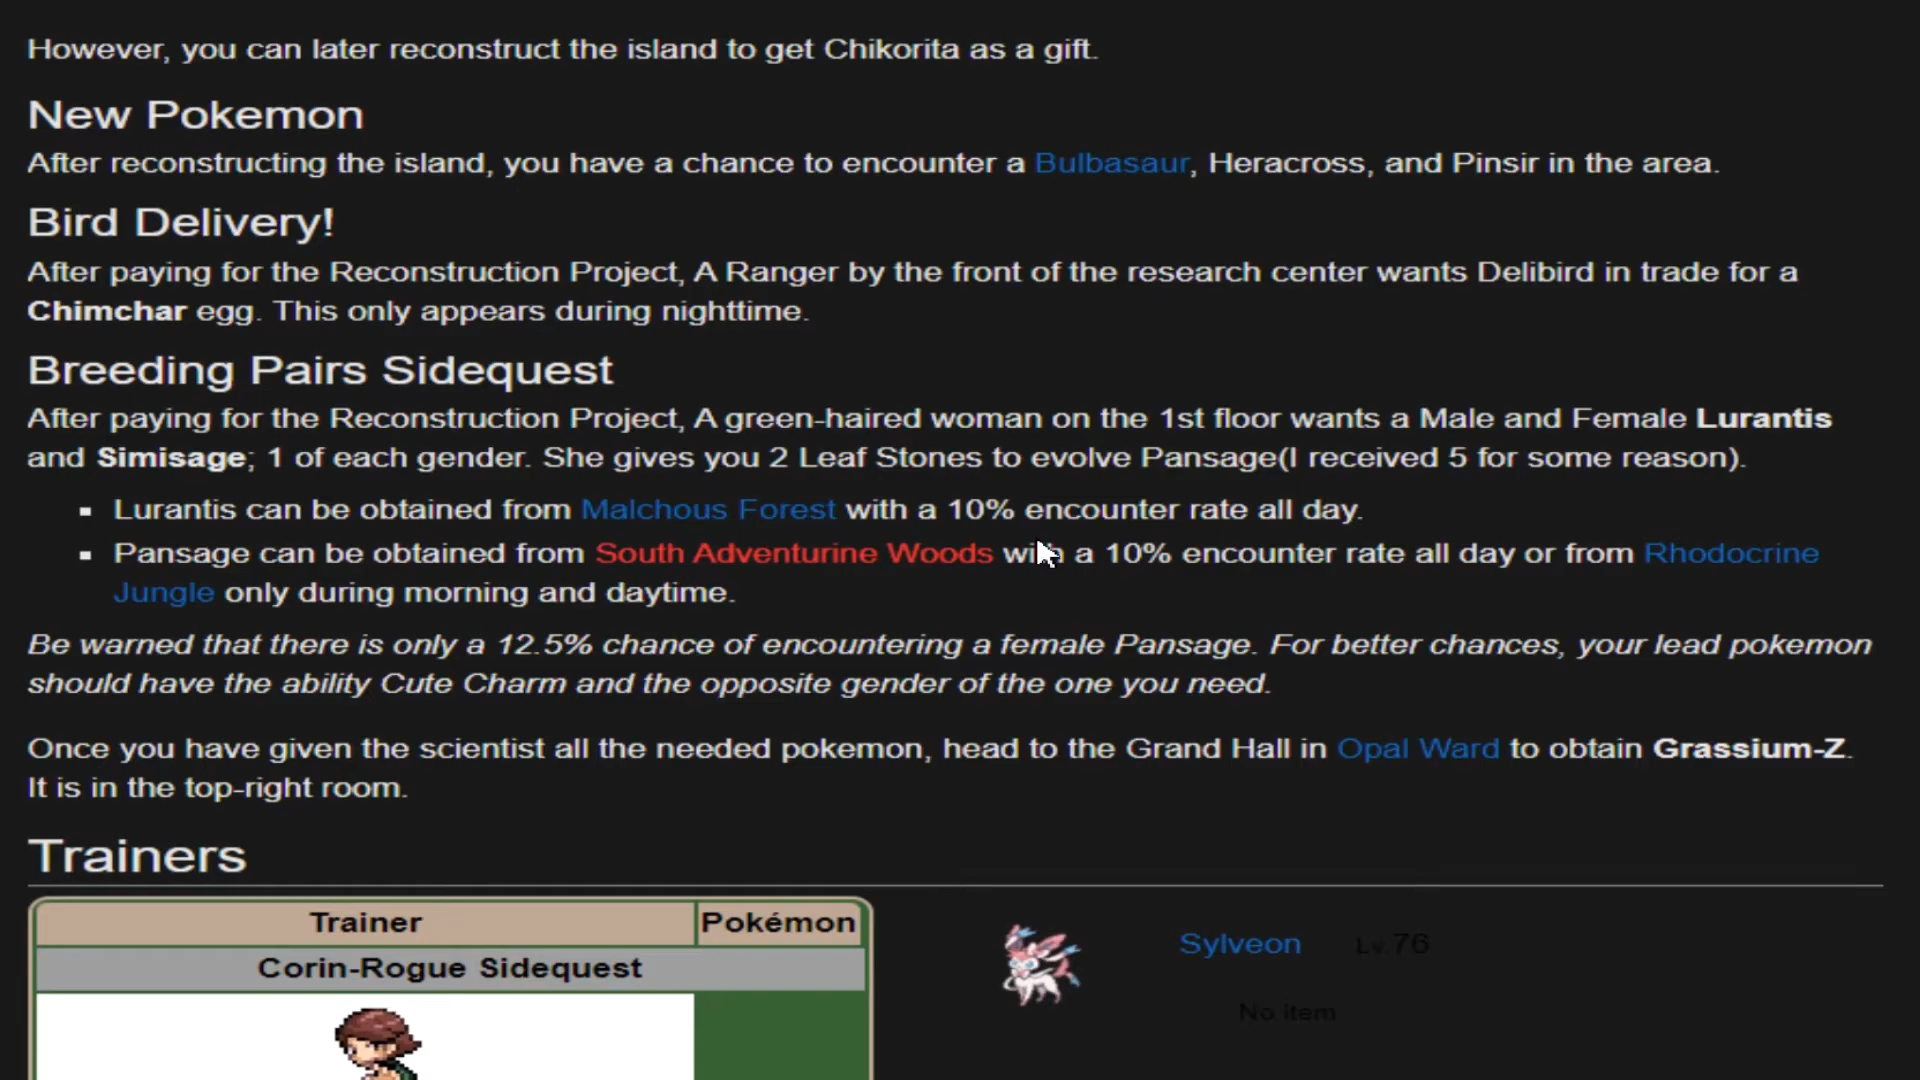 However, you can later reconstruct the island to get Chikorita as a gift.
New Pokemon
After reconstructing the island, you have a chance to encounter a Bulbasaur, Heracross, and Pinsir in the area.
Bird Delivery!
After paying for the Reconstruction Project, A Ranger by the front of the research center wants Delibird in trade for a
Chimchar egg. This only appears during nighttime.
Breeding Pairs Sidequest
After paying for the Reconstruction Project, A green-haired woman on the 1st floor wants a Male and Female Lurantis
and Simisage; 1 of each gender. She gives you 2 Leaf Stones to evolve Pansage(I received 5 for some reason).
▪ Lurantis can be obtained from Malchous Forest with a 10% encounter rate all day.
▪ Pansage can be obtained from South Adventurine Woods with a 10% encounter rate all day or from Rhodocrine
Jungle only during morning and daytime.
Be warned that there is only a 12.5% chance of encountering a female Pansage. For better chances, your lead pokemon
should have the ability Cute Charm and the opposite gender of the one you need.
Once you have given the scientist all the needed pokemon, head to the Grand Hall in Opal Ward to obtain Grassium-Z.
It is in the top-right room.
Trainers
Trainer Pokémon
Corin-Rogue Sidequest
Sylveon Lv.76
No item